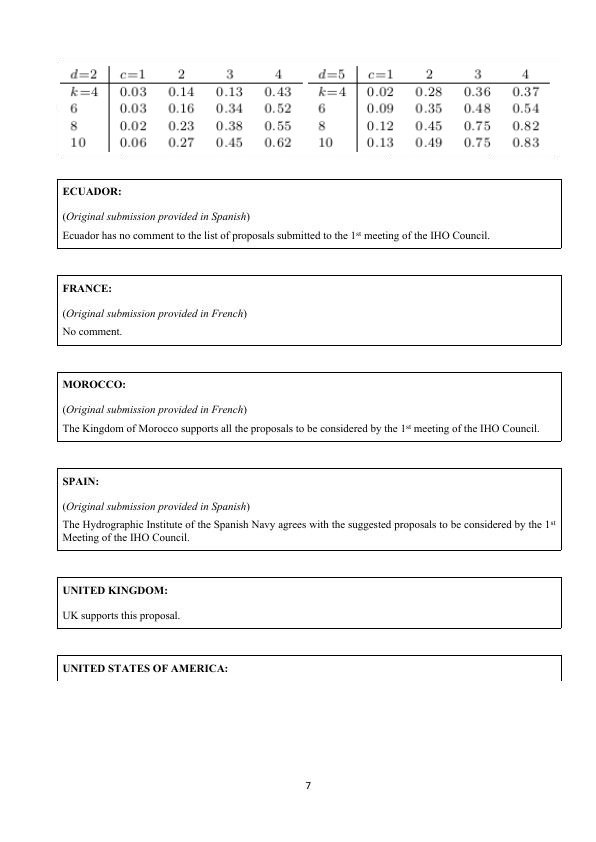 d=2 c=1 2 3 4 d=5 c=1 2 3 4
k=4 0.03 0.14 0.13 0.43 k=4 0.02 0.28 0.36 0.37
6 0.03 0.16 0.34 0.52 6 0.09 0.35 0.48 0.54
8 0.02 0.23 0.38 0.55 8 0.12 0.45 0.75 0.82
10 0.06 0.27 0.45 0.62 10 0.13 0.49 0.75 0.83
ECUADOR:
(Original submission provided in Spanish)
Ecuador has no comment to the list of proposals submitted to the 1st meeting of the IHO Council.
FRANCE:
(Original submission provided in French)
No comment.
MOROCCO:
(Original submission provided in French)
The Kingdom of Morocco supports all the proposals to be considered by the 1st meeting of the IHO Council.
SPAIN:
(Original submission provided in Spanish)
The Hydrographic Institute of the Spanish Navy agrees with the suggested proposals to be considered by the 1st
Meeting of the IHO Council.
UNITED KINGDOM:
UK supports this proposal.
UNITED STATES OF AMERICA:
7